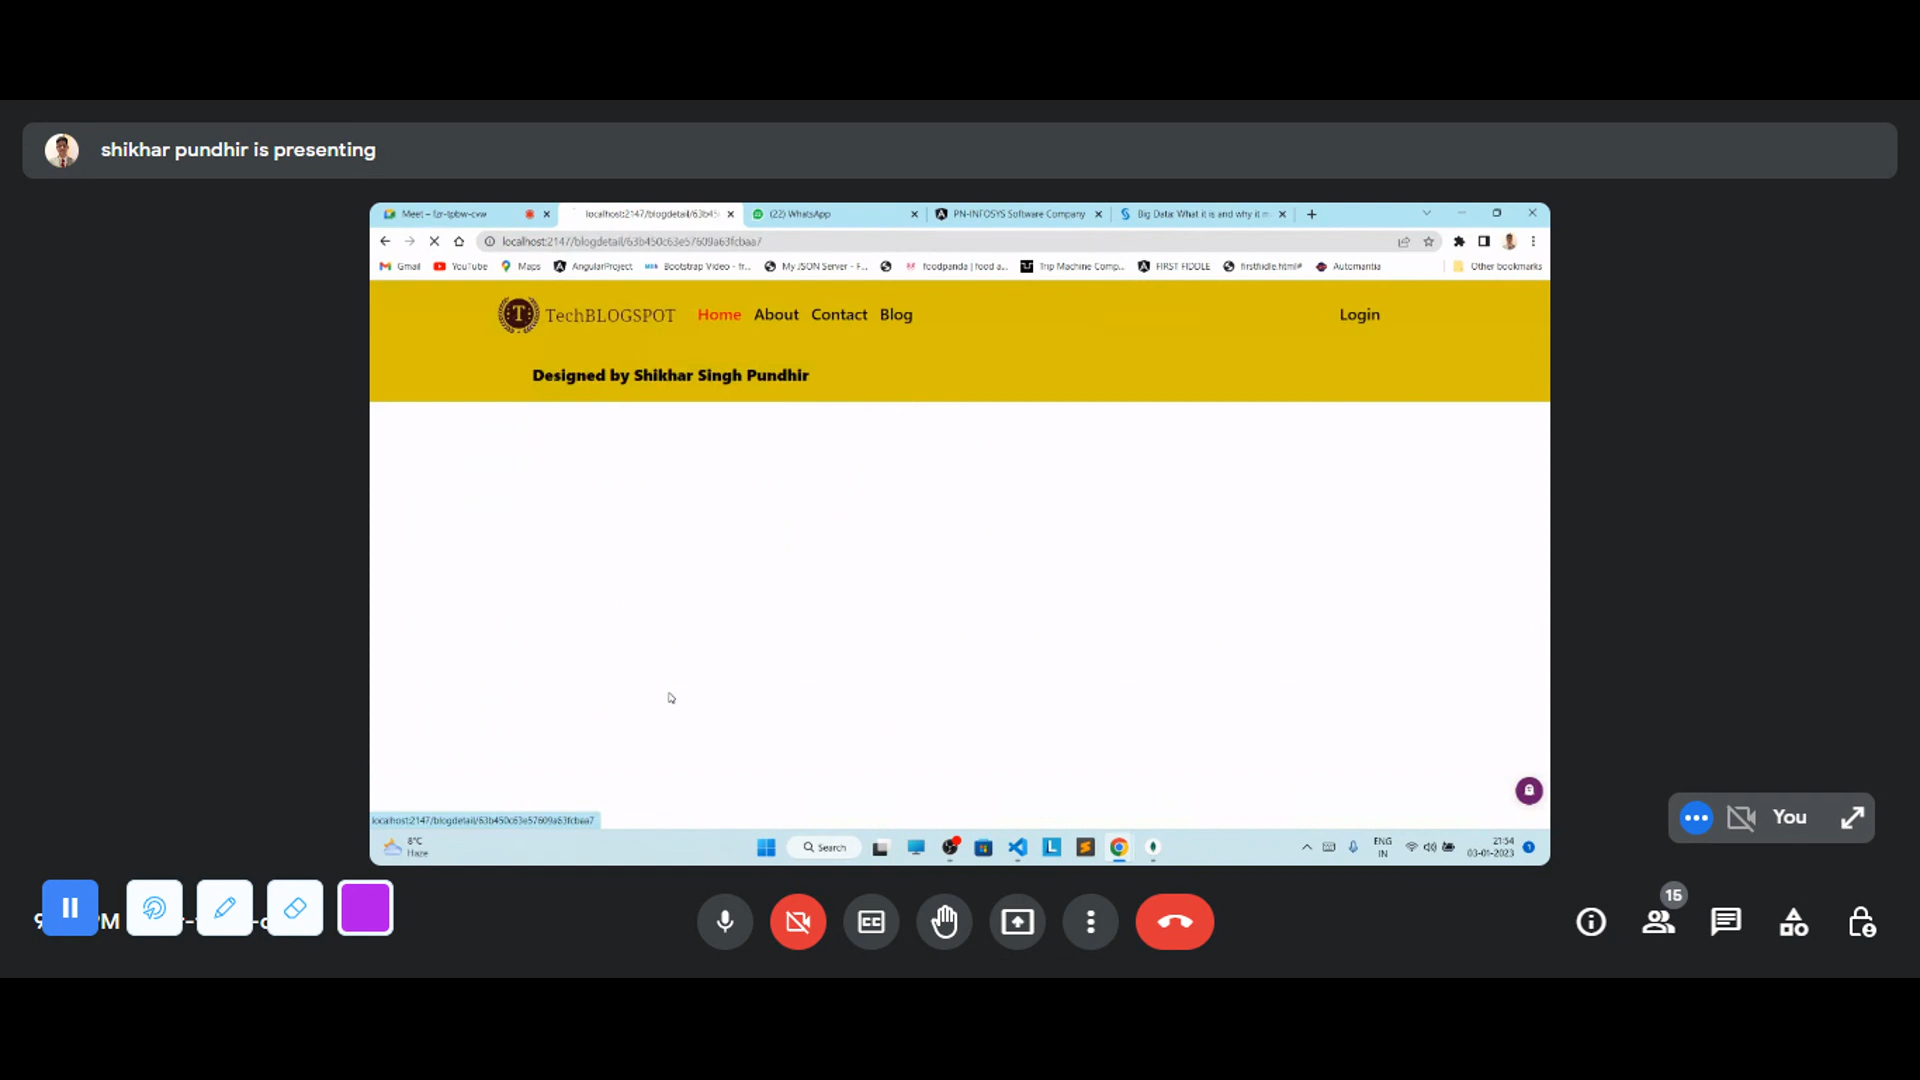 shikhar pundhir is presenting
Meet – fzr-tpbw-cvw
localhost:2147/blogdetail/63b45
(22) WhatsApp
PN-INFOSYS Software Company
Big Data: What it is and why it m
localhost:2147/blogdetail/63b450c63e57609a63fcbaa7
Gmail
YouTube
Maps
AngularProject
Bootstrap Video - fr...
My JSON Server - F...
foodpanda | food a...
Trip Machine Comp...
FIRST FIDDLE
firstfiddle.html#
Automantia
Other bookmarks
T
TechBLOGSPOT
Home
About
Contact
Blog
Login
Designed by Shikhar Singh Pundhir
localhost:2147/blogdetail/63b450c63e57609a63fcbaa7
8°C
Haze
Search
ENG
IN
21:54
03-01-2023
You
15
CC